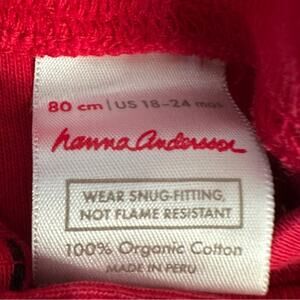 80 cm | US 18-24 mos
hanna andersson
WEAR SNUG-FITTING,
NOT FLAME RESISTANT
100% Organic Cotton
MADE IN PERU